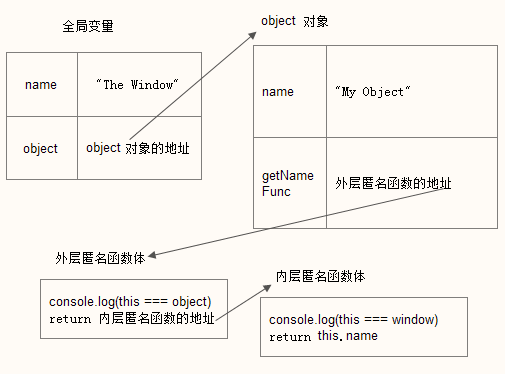 全局变量
name "The Window"
object object 对象的地址
object 对象
name "My Object"
getName
Func
外层匿名函数的地址
外层匿名函数体
console.log(this === object)
return 内层匿名函数的地址
内层匿名函数体
console.log(this === window)
return this.name